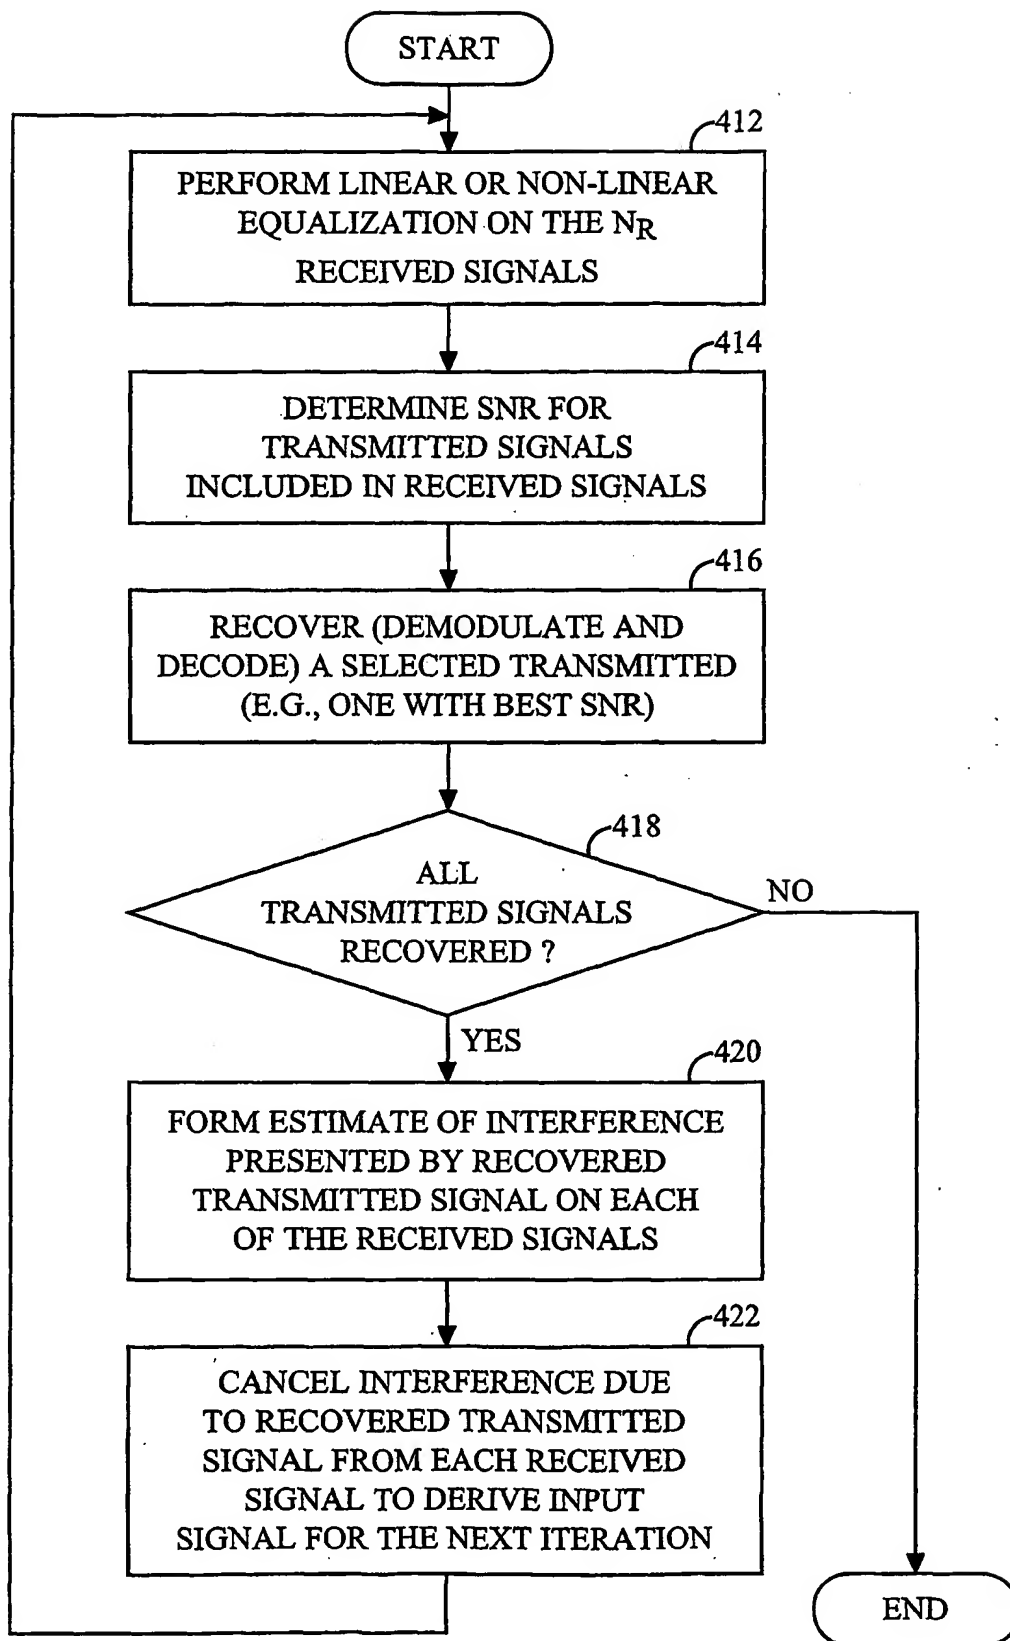 START
412
PERFORM LINEAR OR NON-LINEAR
EQUALIZATION ON THE NR
RECEIVED SIGNALS
414
DETERMINE SNR FOR
TRANSMITTED SIGNALS
INCLUDED IN RECEIVED SIGNALS
416
RECOVER (DEMODULATE AND
DECODE) A SELECTED TRANSMITTED
(E.G., ONE WITH BEST SNR)
418
ALL
TRANSMITTED SIGNALS
RECOVERED ?
NO
YES
420
FORM ESTIMATE OF INTERFERENCE
PRESENTED BY RECOVERED
TRANSMITTED SIGNAL ON EACH
OF THE RECEIVED SIGNALS
422
CANCEL INTERFERENCE DUE
TO RECOVERED TRANSMITTED
SIGNAL FROM EACH RECEIVED
SIGNAL TO DERIVE INPUT
SIGNAL FOR THE NEXT ITERATION
END